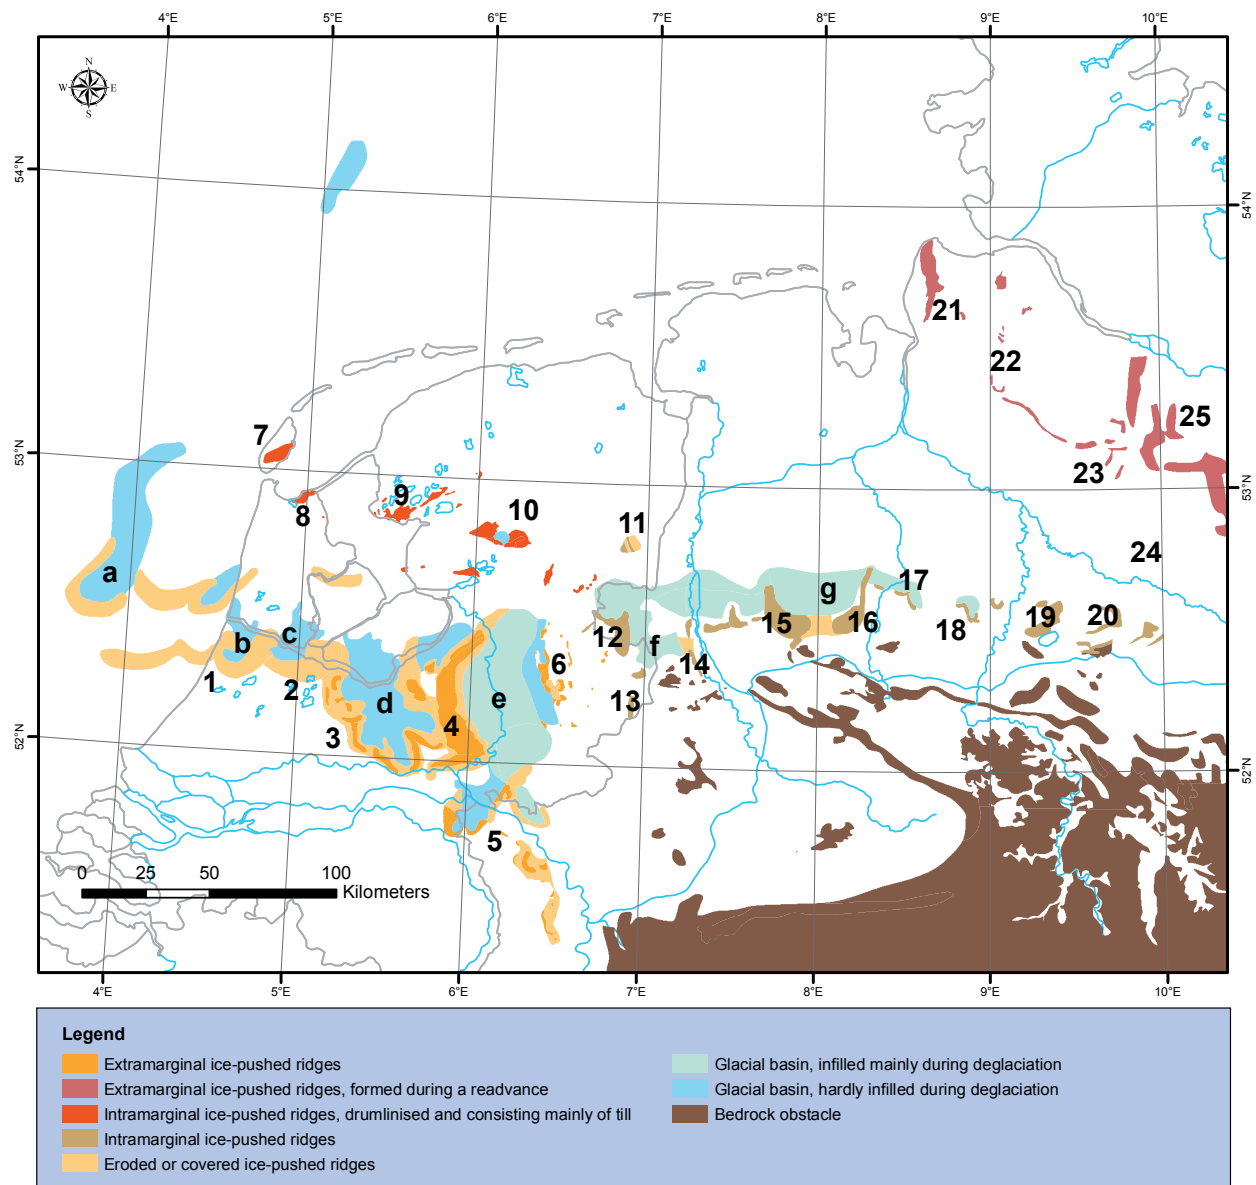 4°E 5°E 6°E 7°E 8°E 9°E 10°E
N
W E
S
54°N
54°N
21
22
7
25
53°N
23
53°N
9
8
10
11
24
a
g
17
15
16
19
20
12
18
b
c
f
14
6
1
2
13
d
e
4
3
52°N
52°N
5
0 25 50 100
Kilometers
4°E 5°E 6°E 7°E 8°E 9°E 10°E
Legend
Extramarginal ice-pushed ridges
Extramarginal ice-pushed ridges, formed during a readvance
Intramarginal ice-pushed ridges, drumlinised and consisting mainly of till
Intramarginal ice-pushed ridges
Eroded or covered ice-pushed ridges
Glacial basin, infilled mainly during deglaciation
Glacial basin, hardly infilled during deglaciation
Bedrock obstacle